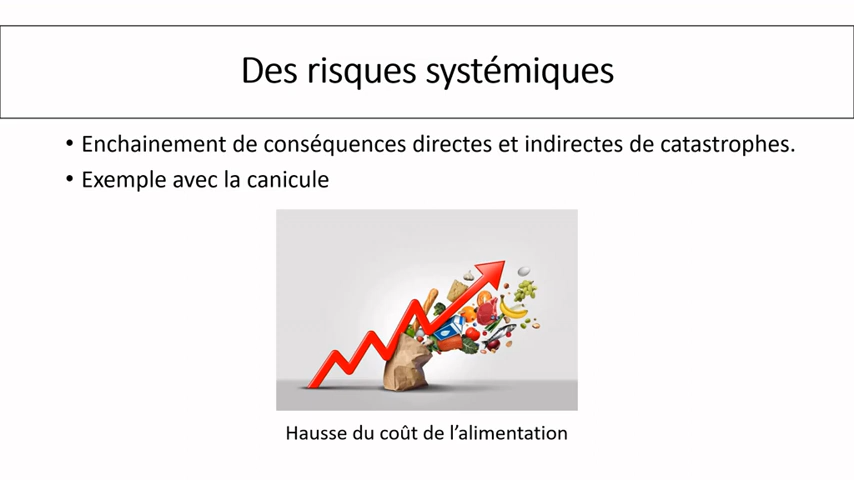 Des risques systémiques
• Enchainement de conséquences directes et indirectes de catastrophes.
• Exemple avec la canicule
Hausse du coût de l’alimentation